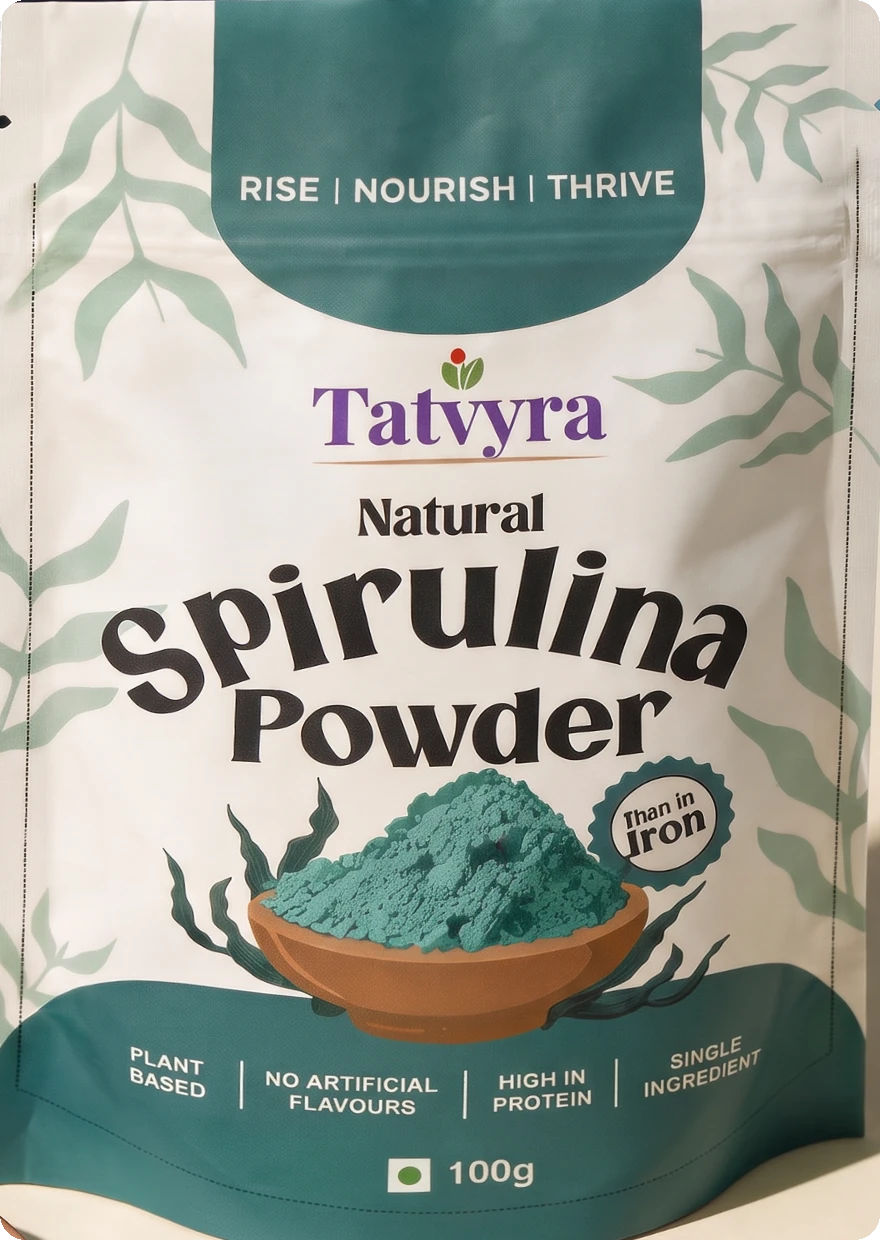 RISE | NOURISH | THRIVE
Tatvyra
Natural
Spirulina
Powder
Than in
Iron
PLANT
BASED
NO ARTIFICIAL
FLAVOURS
HIGH IN
PROTEIN
SINGLE
INGREDIENT
100g